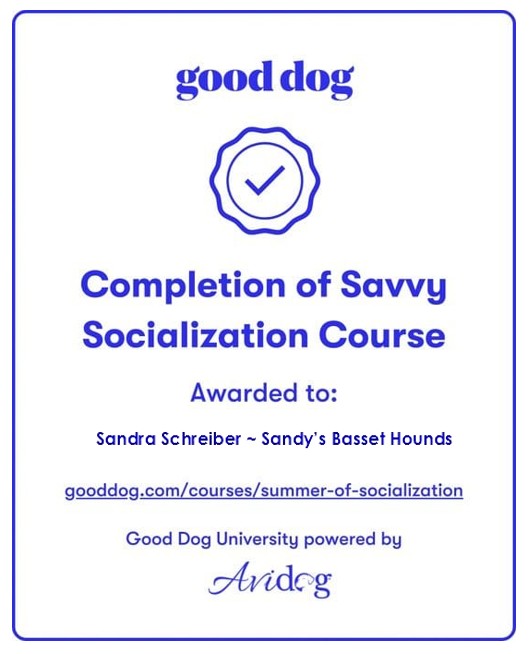 good dog
Completion of Savvy
Socialization Course
Awarded to:
Sandra Schreiber ~ Sandy's Basset Hounds
gooddog.com/courses/summer-of-socialization
Good Dog University powered by
Avidog